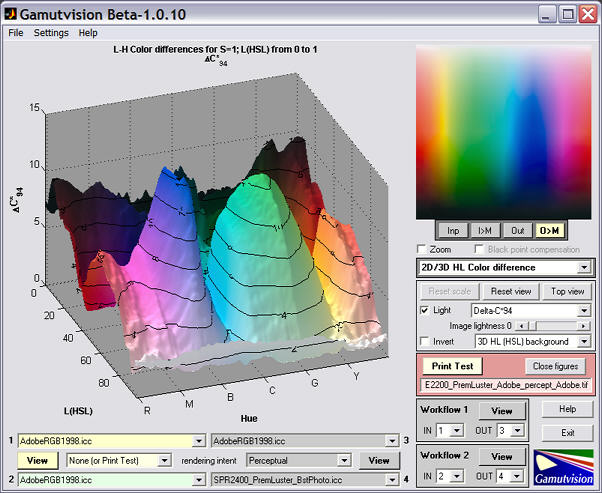 Gamutvision Beta-1.0.10
File Settings Help
L-H Color differences for S=1; L(HSL) from 0 to 1
ΔC*94
15
10
5
0
ΔC*94
0
20
40
60
80
L(HSL)
R M B C G Y
Hue
Inp I>M Out O>M
Zoom Black point compensation
2D/3D HL Color difference
Reset scale Reset view Top view
Light Delta-C*94
Image lightness 0
Invert 3D HL (HSL) background
Print Test Close figures
E2200_PremLuster_Adobe_percept_Adobe.tif
Workflow 1 View Help
IN 1 OUT 3 Exit
Workflow 2 View
IN 2 OUT 4
Gamutvision
1 AdobeRGB1998.icc AdobeRGB1998.icc 3
View None (or Print Test) rendering intent Perceptual View
2 AdobeRGB1998.icc SPR2400_PremLuster_BstPhoto.icc 4